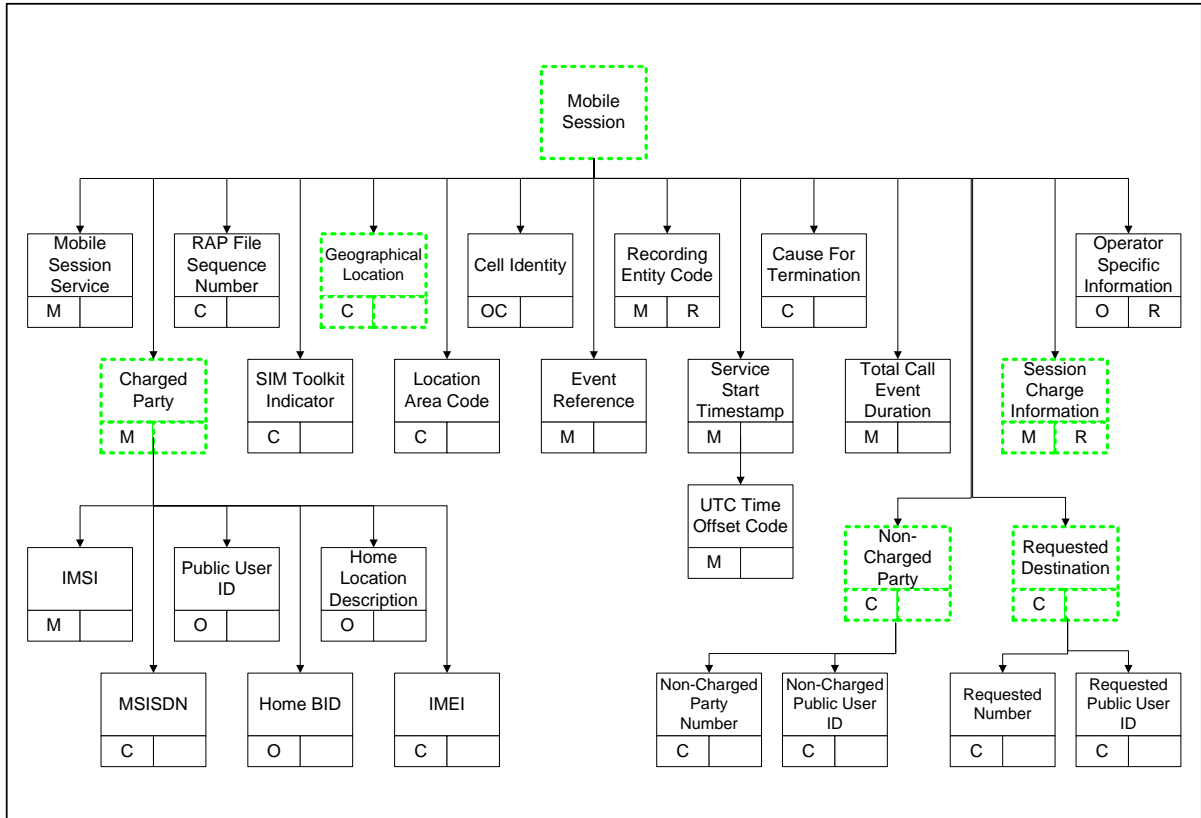 Mobile
Session
Mobile
Session
Service
M
RAP File
Sequence
Number
C
Geographical
Location
C
Cell Identity
OC
Recording
Entity Code
M R
Cause For
Termination
C
Operator
Specific
Information
O R
Charged
Party
M
SIM Toolkit
Indicator
C
Location
Area Code
C
Event
Reference
M
Service
Start
Timestamp
M
Total Call
Event
Duration
M
Session
Charge
Information
M R
UTC Time
Offset Code
M
Non-
Charged
Party
C
Requested
Destination
C
IMSI
M
Public User
ID
O
Home
Location
Description
O
MSISDN
C
Home BID
O
IMEI
C
Non-Charged
Party
Number
C
Non-Charged
Public User
ID
C
Requested
Number
C
Requested
Public User
ID
C